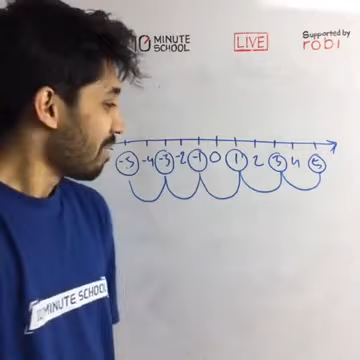 10 MINUTE
SCHOOL
LIVE
Supported by
robi
-5 -4 -3 -2 -1 0 1 2 3 4 5
10 MINUTE SCHOOL